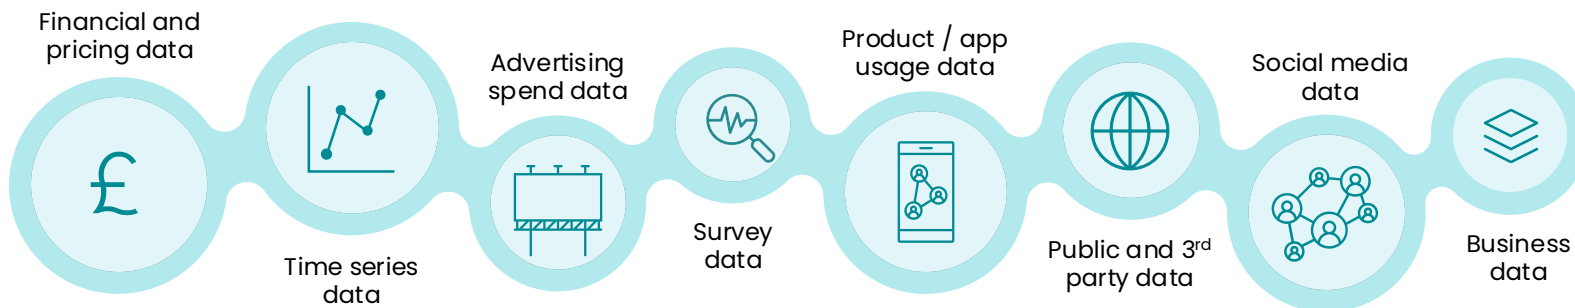 Financial and
pricing data
£
Time series
data
Advertising
spend data
Survey
data
Product / app
usage data
Public and 3rd
party data
Social media
data
Business
data